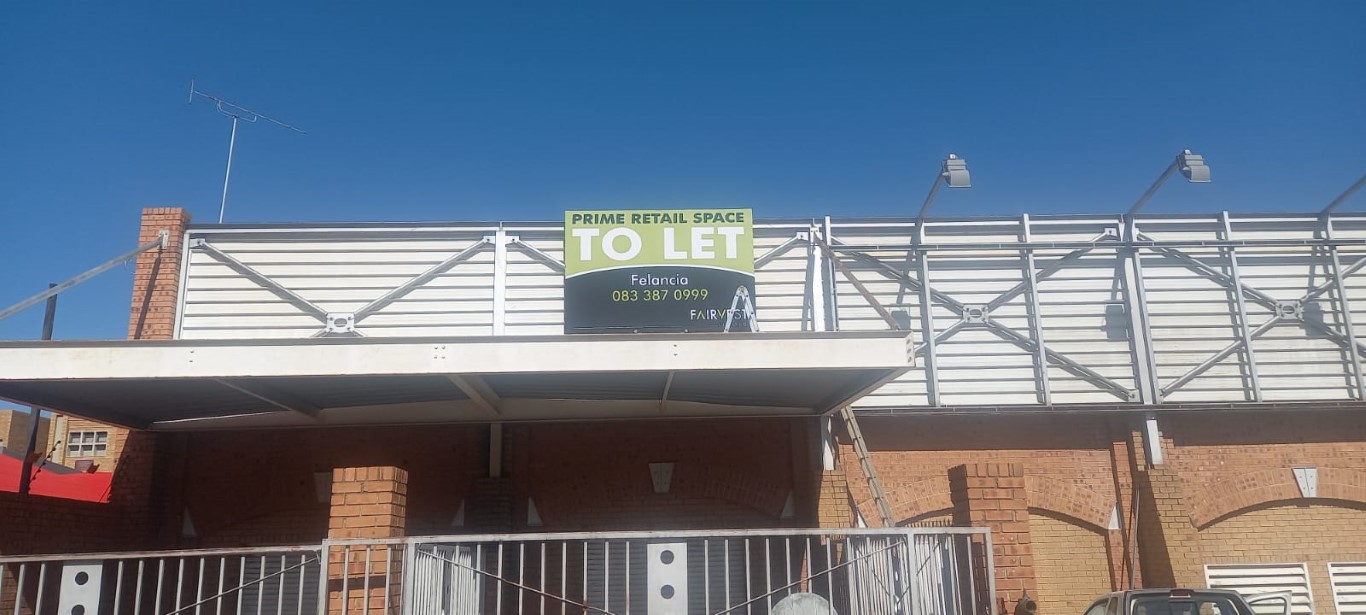 PRIME RETAIL SPACE
TO LET
Felancia
083 387 0999
FAIRVEST